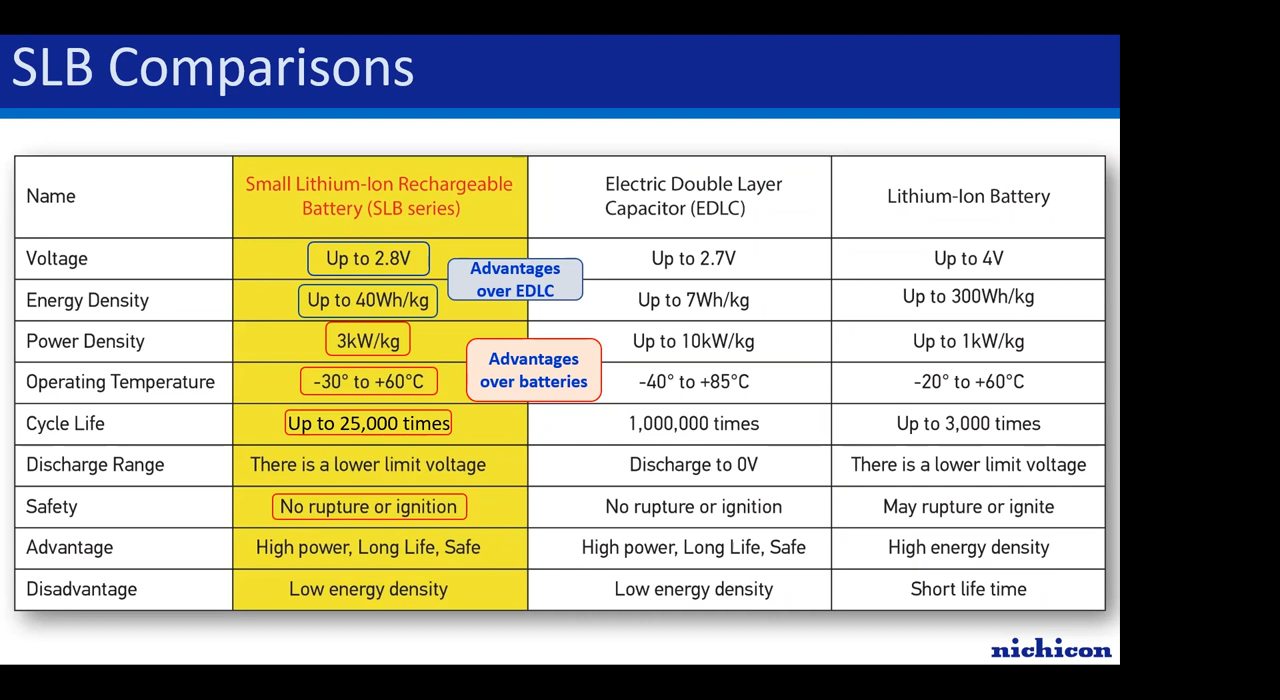 SLB Comparisons
Name
Small Lithium-Ion Rechargeable
Battery (SLB series)
Electric Double Layer
Capacitor (EDLC)
Lithium-Ion Battery
Voltage
Up to 2.8V
Up to 2.7V
Up to 4V
Advantages
over EDLC
Energy Density
Up to 40Wh/kg
Up to 7Wh/kg
Up to 300Wh/kg
Power Density
3kW/kg
Up to 10kW/kg
Up to 1kW/kg
Advantages
over batteries
Operating Temperature
-30° to +60°C
-40° to +85°C
-20° to +60°C
Cycle Life
Up to 25,000 times
1,000,000 times
Up to 3,000 times
Discharge Range
There is a lower limit voltage
Discharge to 0V
There is a lower limit voltage
Safety
No rupture or ignition
No rupture or ignition
May rupture or ignite
Advantage
High power, Long Life, Safe
High power, Long Life, Safe
High energy density
Disadvantage
Low energy density
Low energy density
Short life time
nichicon